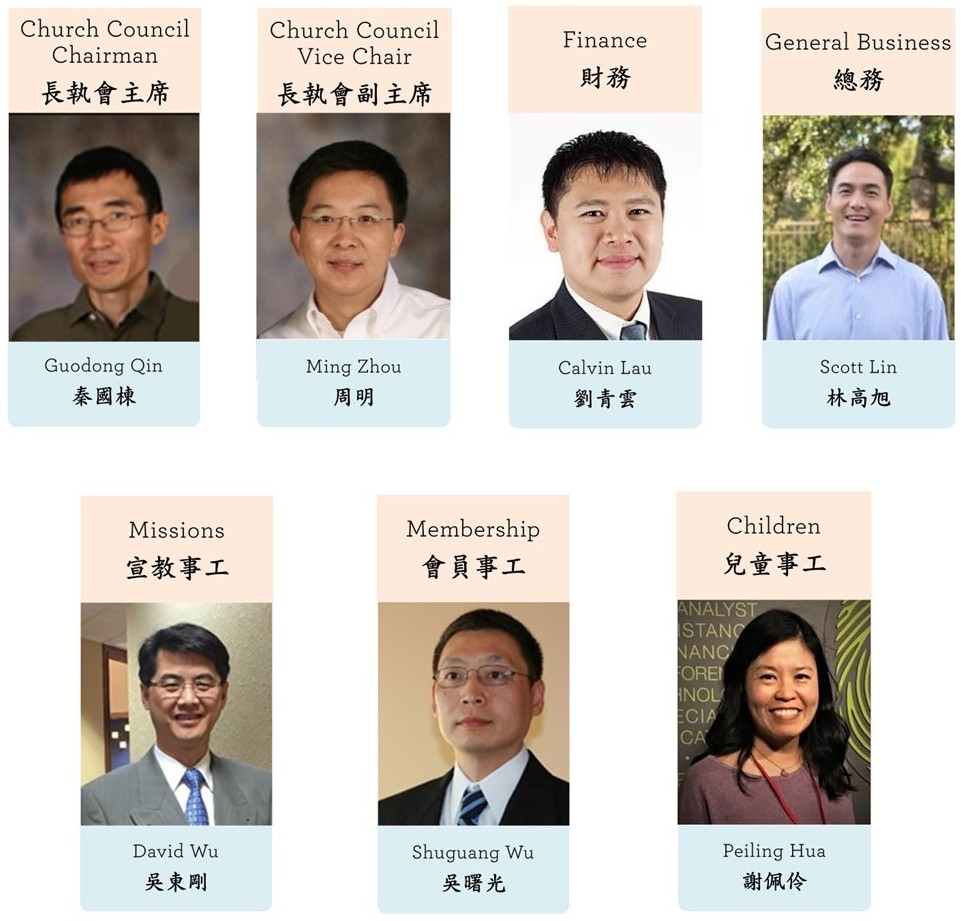 Church Council
Chairman
長執會主席
Church Council
Vice Chair
長執會副主席
Finance
財務
General Business
總務
Guodong Qin
秦國棟
Ming Zhou
周明
Calvin Lau
劉青雲
Scott Lin
林高旭
Missions
宣教事工
Membership
會員事工
Children
兒童事工
ANALYST
ISTANC
NANC
FOREN
HNOLO
ECIA
CAT
David Wu
吳東剛
Shuguang Wu
吳曙光
Peiling Hua
謝佩伶